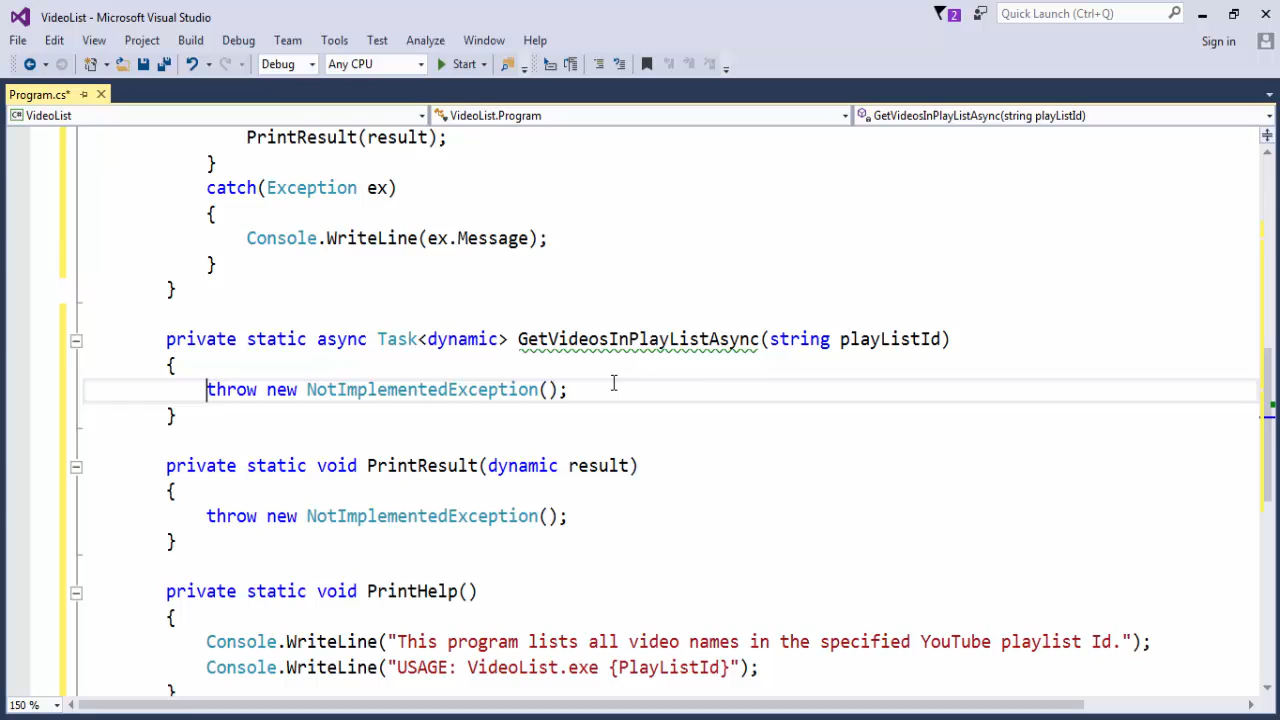 VideoList - Microsoft Visual Studio
2
Quick Launch (Ctrl+Q)
File Edit View Project Build Debug Team Tools Test Analyze Window Help
Sign in
Debug Any CPU Start
Program.cs*
C# VideoList VideoList.Program GetVideosInPlayListAsync(string playListId)
PrintResult(result);
}
catch(Exception ex)
{
Console.WriteLine(ex.Message);
}
}
private static async Task<dynamic> GetVideosInPlayListAsync(string playListId)
{
throw new NotImplementedException();
}
private static void PrintResult(dynamic result)
{
throw new NotImplementedException();
}
private static void PrintHelp()
{
Console.WriteLine("This program lists all video names in the specified YouTube playlist Id.");
Console.WriteLine("USAGE: VideoList.exe {PlayListId}");
}
150 %